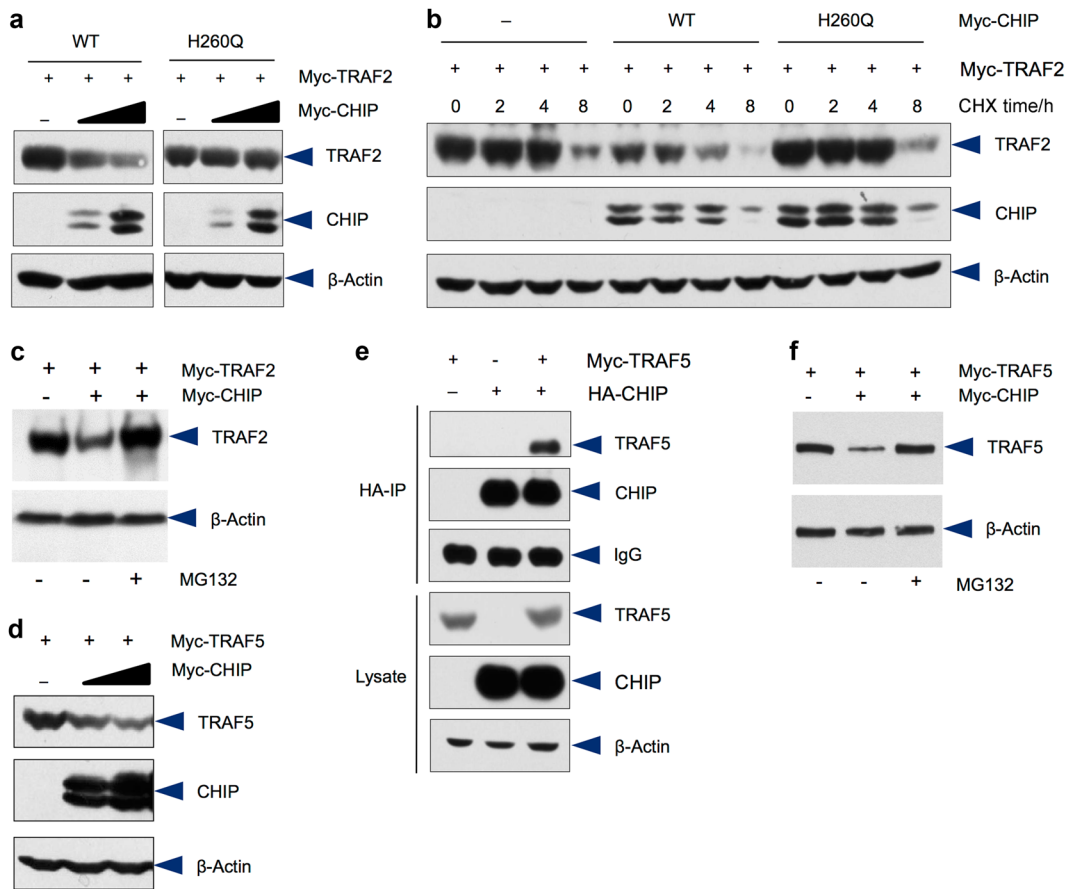 a
WT H260Q
+ + + + + + Myc-TRAF2
– – Myc-CHIP
TRAF2
CHIP
β-Actin
b
– WT H260Q Myc-CHIP
+ + + + + + + + + + + + Myc-TRAF2
0 2 4 8 0 2 4 8 0 2 4 8 CHX time/h
TRAF2
CHIP
β-Actin
c
+ + + Myc-TRAF2
- + + Myc-CHIP
TRAF2
β-Actin
- - + MG132
d
+ + + Myc-TRAF5
– Myc-CHIP
TRAF5
CHIP
β-Actin
e
+ - + Myc-TRAF5
– + + HA-CHIP
HA-IP
TRAF5
CHIP
IgG
Lysate
TRAF5
CHIP
β-Actin
f
+ + + Myc-TRAF5
- + + Myc-CHIP
TRAF5
β-Actin
- - + MG132